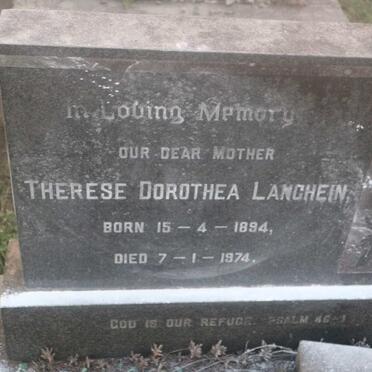 In Loving Memory
OUR DEAR MOTHER
THERESE DOROTHEA LANGHEIN,
BORN 15 – 4 – 1894,
DIED 7 – 1 – 1974.
GOD IS OUR REFUGE. PSALM 46-1